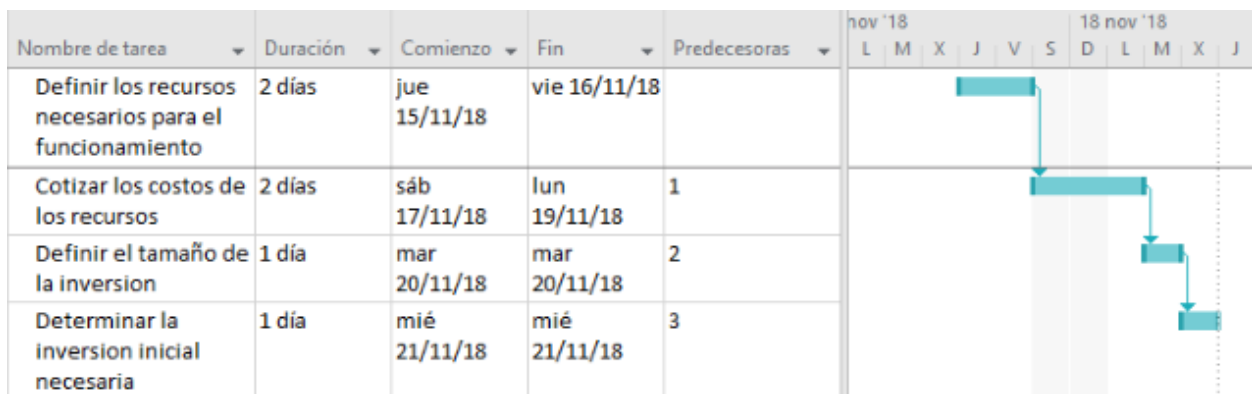 nov '18 18 nov '18
Nombre de tarea Duración Comienzo Fin Predecesoras L M X J V S D L M X J
Definir los recursos 2 días jue vie 16/11/18
necesarios para el 15/11/18
funcionamiento
Cotizar los costos de 2 días sáb lun 1
los recursos 17/11/18 19/11/18
Definir el tamaño de 1 día mar mar 2
la inversion 20/11/18 20/11/18
Determinar la 1 día mié mié 3
inversion inicial 21/11/18 21/11/18
necesaria